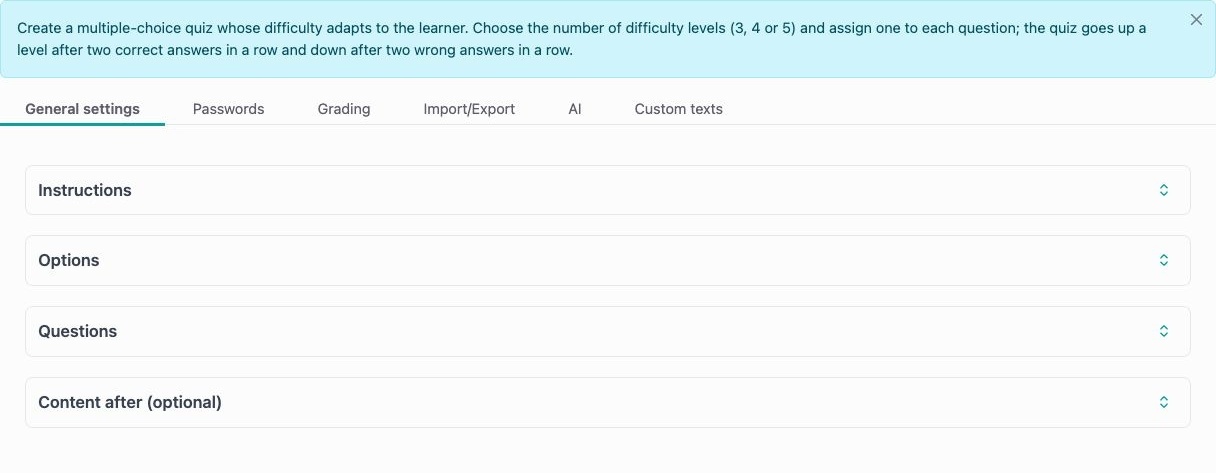 Create a multiple-choice quiz whose difficulty adapts to the learner. Choose the number of difficulty levels (3, 4 or 5) and assign one to each question; the quiz goes up a
level after two correct answers in a row and down after two wrong answers in a row.
General settings
Passwords
Grading
Import/Export
AI
Custom texts
Instructions
Options
Questions
Content after (optional)